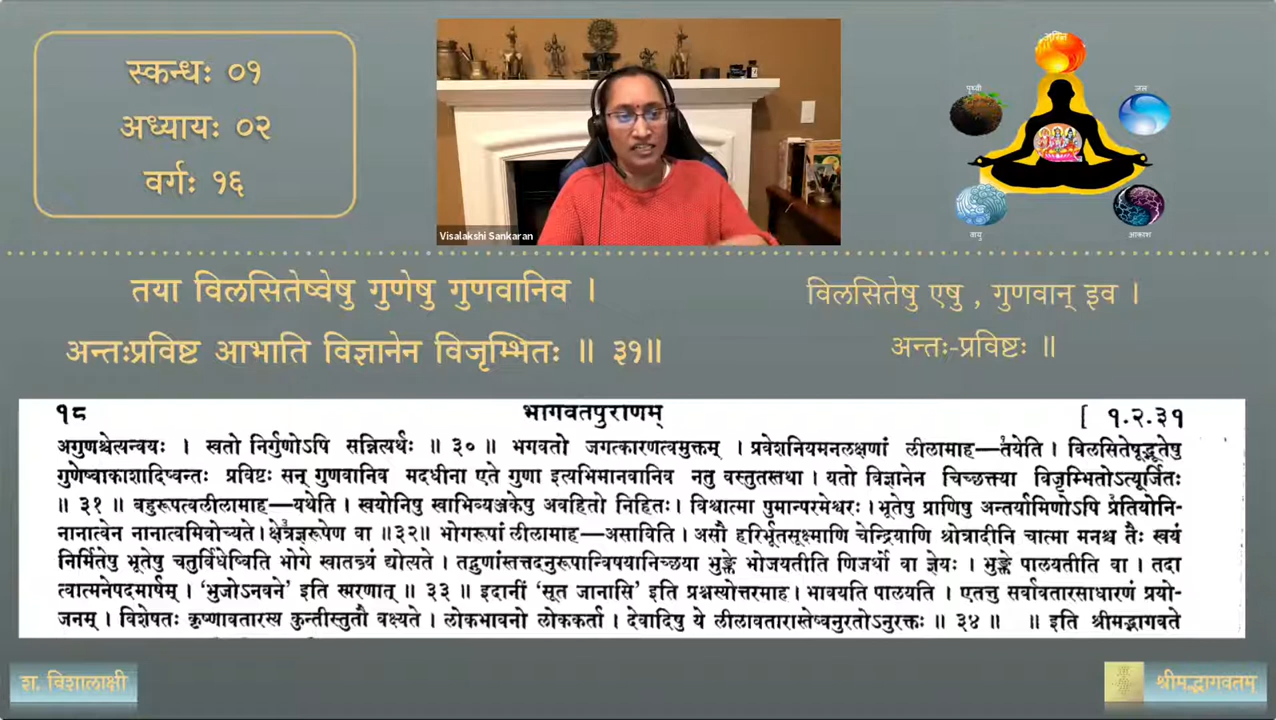 स्कन्धः ०१
अध्यायः ०२
वर्गः १६
Visalakshi Sankaran
अग्नि
पृथ्वी
जल
वायु
आकाश
तया विलसितेष्वेषु गुणेषु गुणवानिव ।
अन्तःप्रविष्ट आभाति विज्ञानेन विजृम्भितः ॥ ३१॥
विलसितेषु एषु , गुणवान् इव ।
अन्तः-प्रविष्टः ॥
१८ भागवतपुराणम् [ १.२.३१
अगुणश्चेत्यन्वयः । स्वतो निर्गुणोऽपि सन्नित्यर्थः ॥ ३० ॥ भगवतो जगत्कारणत्वमुक्तम् । प्रवेशनियमनलक्षणां लीलामाह—तयेति । विलसितेषूद्भूतेषु
गुणेष्वाकाशादिष्वन्तः प्रविष्टः सन् गुणवानिव मदधीना एते गुणा इत्यभिमानवानिव नतु वस्तुतस्तथा । यतो विज्ञानेन चिच्छक्त्या विजृम्भितोऽत्यूर्जितः
॥ ३१ ॥ बहुरूपत्वलीलामाह—यथेति । स्वयोनिषु स्वाभिव्यञ्जकेषु अवहितो निहितः । विश्वात्मा पुमान्परमेश्वरः । भूतेषु प्राणिषु अन्तर्यामिणोऽपि प्रतियोनि-
नानात्वेन नानात्वमिवोच्यते । क्षेत्रज्ञरूपेण वा ॥३२॥ भोगरूपां लीलामाह—असाविति । असौ हरिर्भूतसूक्ष्माणि चेन्द्रियाणि श्रोत्रादीनि चात्मा मनश्च तैः स्वयं
निर्मितेषु भूतेषु चतुर्विधेष्विति भोगे स्वातन्त्र्यं द्योत्यते । तद्गुणांस्तत्तदनुरूपान्विषयानिच्छया भुङ्क्ते भोजयतीति णिजर्थो वा ज्ञेयः । भुङ्क्ते पालयतीति वा । तदा
त्वात्मनेपदमार्षम् । ‘भुजोऽनवने’ इति स्मरणात् ॥ ३३ ॥ इदानीं ‘सूत जानासि’ इति प्रश्नस्योत्तरमाह । भावयति पालयति । एतत्तु सर्वावतारसाधारणं प्रयो-
जनम् । विशेषतः कृष्णावतारस्य कुन्तीस्तुतौ वक्ष्यते । लोकभावनो लोककर्ता । देवादिषु ये लीलावतारास्तेष्वनुरतोऽनुरक्तः ॥ ३४ ॥ ॥ इति श्रीमद्भागवते
श. विशालाक्षी
श्रीमद्भागवतम्